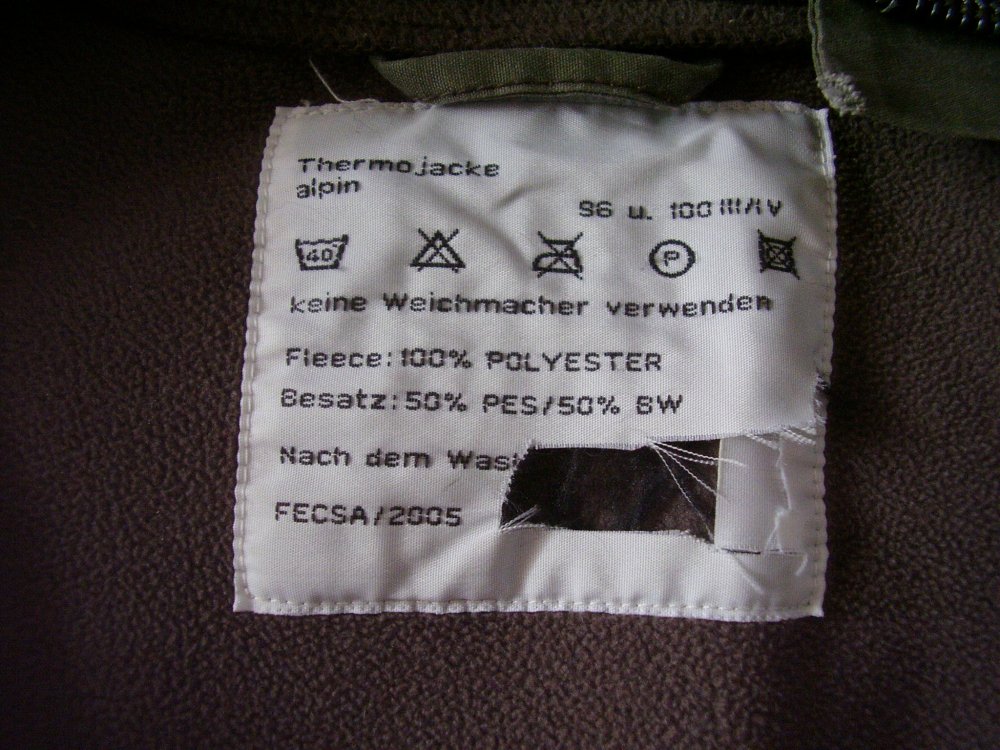 Thermojacke
alpin
96 u. 100 III/IV
40
P
keine Weichmacher verwenden
Fleece: 100% POLYESTER
Besatz: 50% PES/50% BW
Nach dem
FECSA/2005